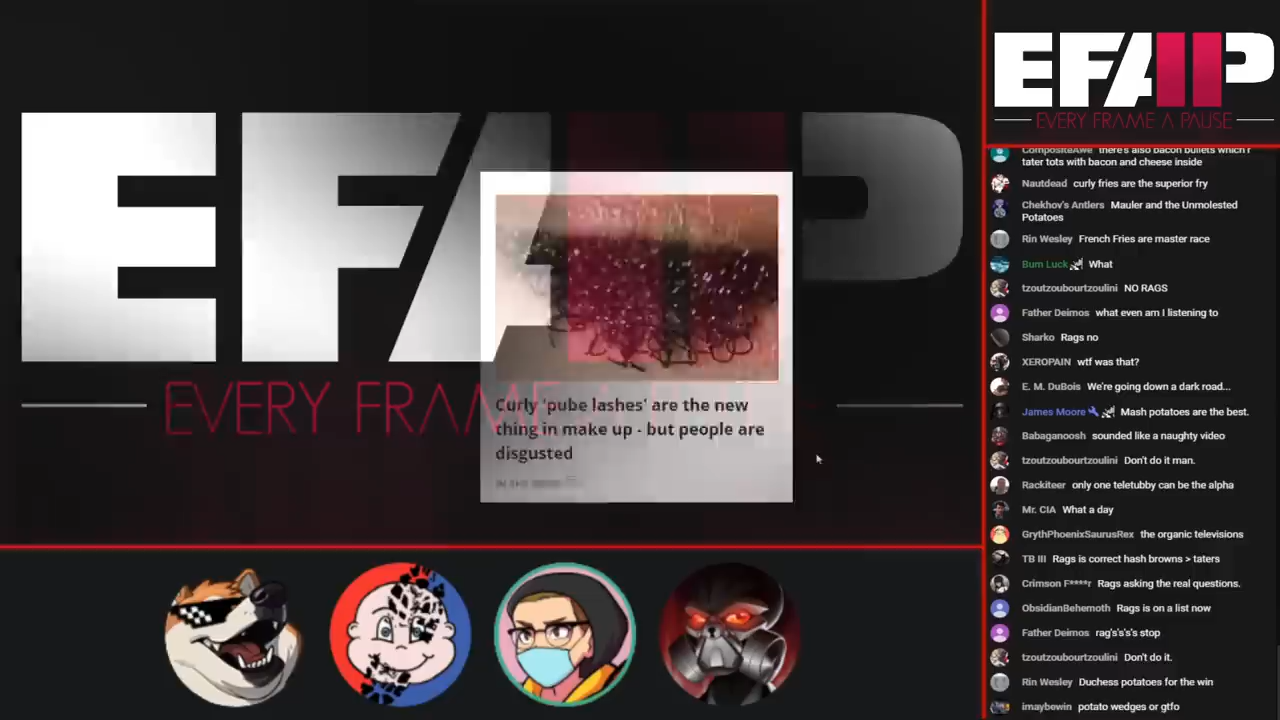 EFAP
EVERY FRAME A
Curly 'pube lashes' are the new
thing in make up - but people are
disgusted
EFAP
EVERY FRAME A PAUSE
CompositeAwe there's also bacon bullets which r
tater tots with bacon and cheese inside
Nautdead curly fries are the superior fry
Chekhov's Antlers Mauler and the Unmolested
Potatoes
Rin Wesley French Fries are master race
Bum Luck What
tzoutzoubourtzoulini NO RAGS
Father Deimos what even am I listening to
Sharko Rags no
XEROPAIN wtf was that?
E. M. DuBois We're going down a dark road...
James Moore Mash potatoes are the best.
Babaganoosh sounded like a naughty video
tzoutzoubourtzoulini Don't do it man.
Rackiteer only one teletubby can be the alpha
Mr. CIA What a day
GrythPhoenixSaurusRex the organic televisions
TB III Rags is correct hash browns > taters
Crimson F****r Rags asking the real questions.
ObsidianBehemoth Rags is on a list now
Father Deimos rag's's's's stop
tzoutzoubourtzoulini Don't do it.
Rin Wesley Duchess potatoes for the win
imaybewin potato wedges or gtfo